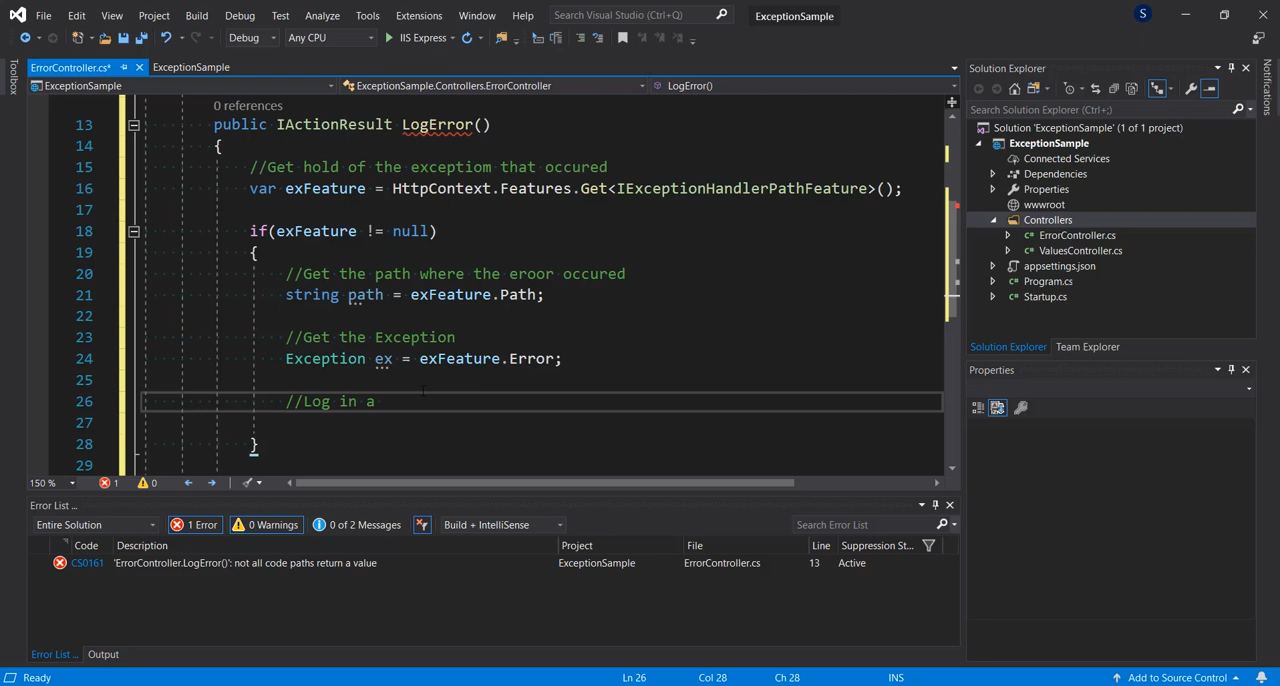 File Edit View Project Build Debug Test Analyze Tools Extensions Window Help Search Visual Studio (Ctrl+Q) ExceptionSample S
Debug Any CPU IIS Express
Toolbox
ErrorController.cs* ExceptionSample
ExceptionSample ExceptionSample.Controllers.ErrorController LogError()
0 references
13 public IActionResult LogError()
14 {
15 //Get hold of the exceptiom that occured
16 var exFeature = HttpContext.Features.Get<IExceptionHandlerPathFeature>();
17
18 if(exFeature != null)
19 {
20 //Get the path where the eroor occured
21 string path = exFeature.Path;
22
23 //Get the Exception
24 Exception ex = exFeature.Error;
25
26 //Log in a
27
28 }
29
150 % 1 0
Solution Explorer
Search Solution Explorer (Ctrl+;)
Solution 'ExceptionSample' (1 of 1 project)
ExceptionSample
Connected Services
Dependencies
Properties
wwwroot
Controllers
ErrorController.cs
ValuesController.cs
appsettings.json
Program.cs
Startup.cs
Solution Explorer Team Explorer
Properties
Notifications
Error List ...
Entire Solution 1 Error 0 Warnings 0 of 2 Messages Build + IntelliSense Search Error List
Code Description Project File Line Suppression St...
CS0161 'ErrorController.LogError()': not all code paths return a value ExceptionSample ErrorController.cs 13 Active
Error List ... Output
Ready Ln 26 Col 28 Ch 28 INS Add to Source Control